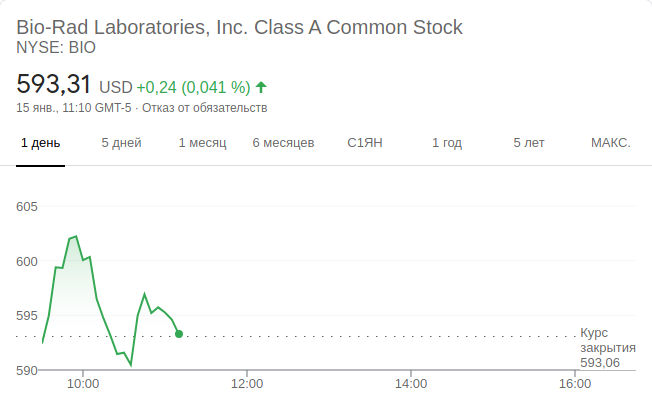 Bio-Rad Laboratories, Inc. Class A Common Stock
NYSE: BIO
593,31 USD +0,24 (0,041 %)
15 янв., 11:10 GMT-5 · Отказ от обязательств
1 день 5 дней 1 месяц 6 месяцев С1ЯН 1 год 5 лет МАКС.
605
600
595
Курс
закрытия
593,06
590
10:00 12:00 14:00 16:00